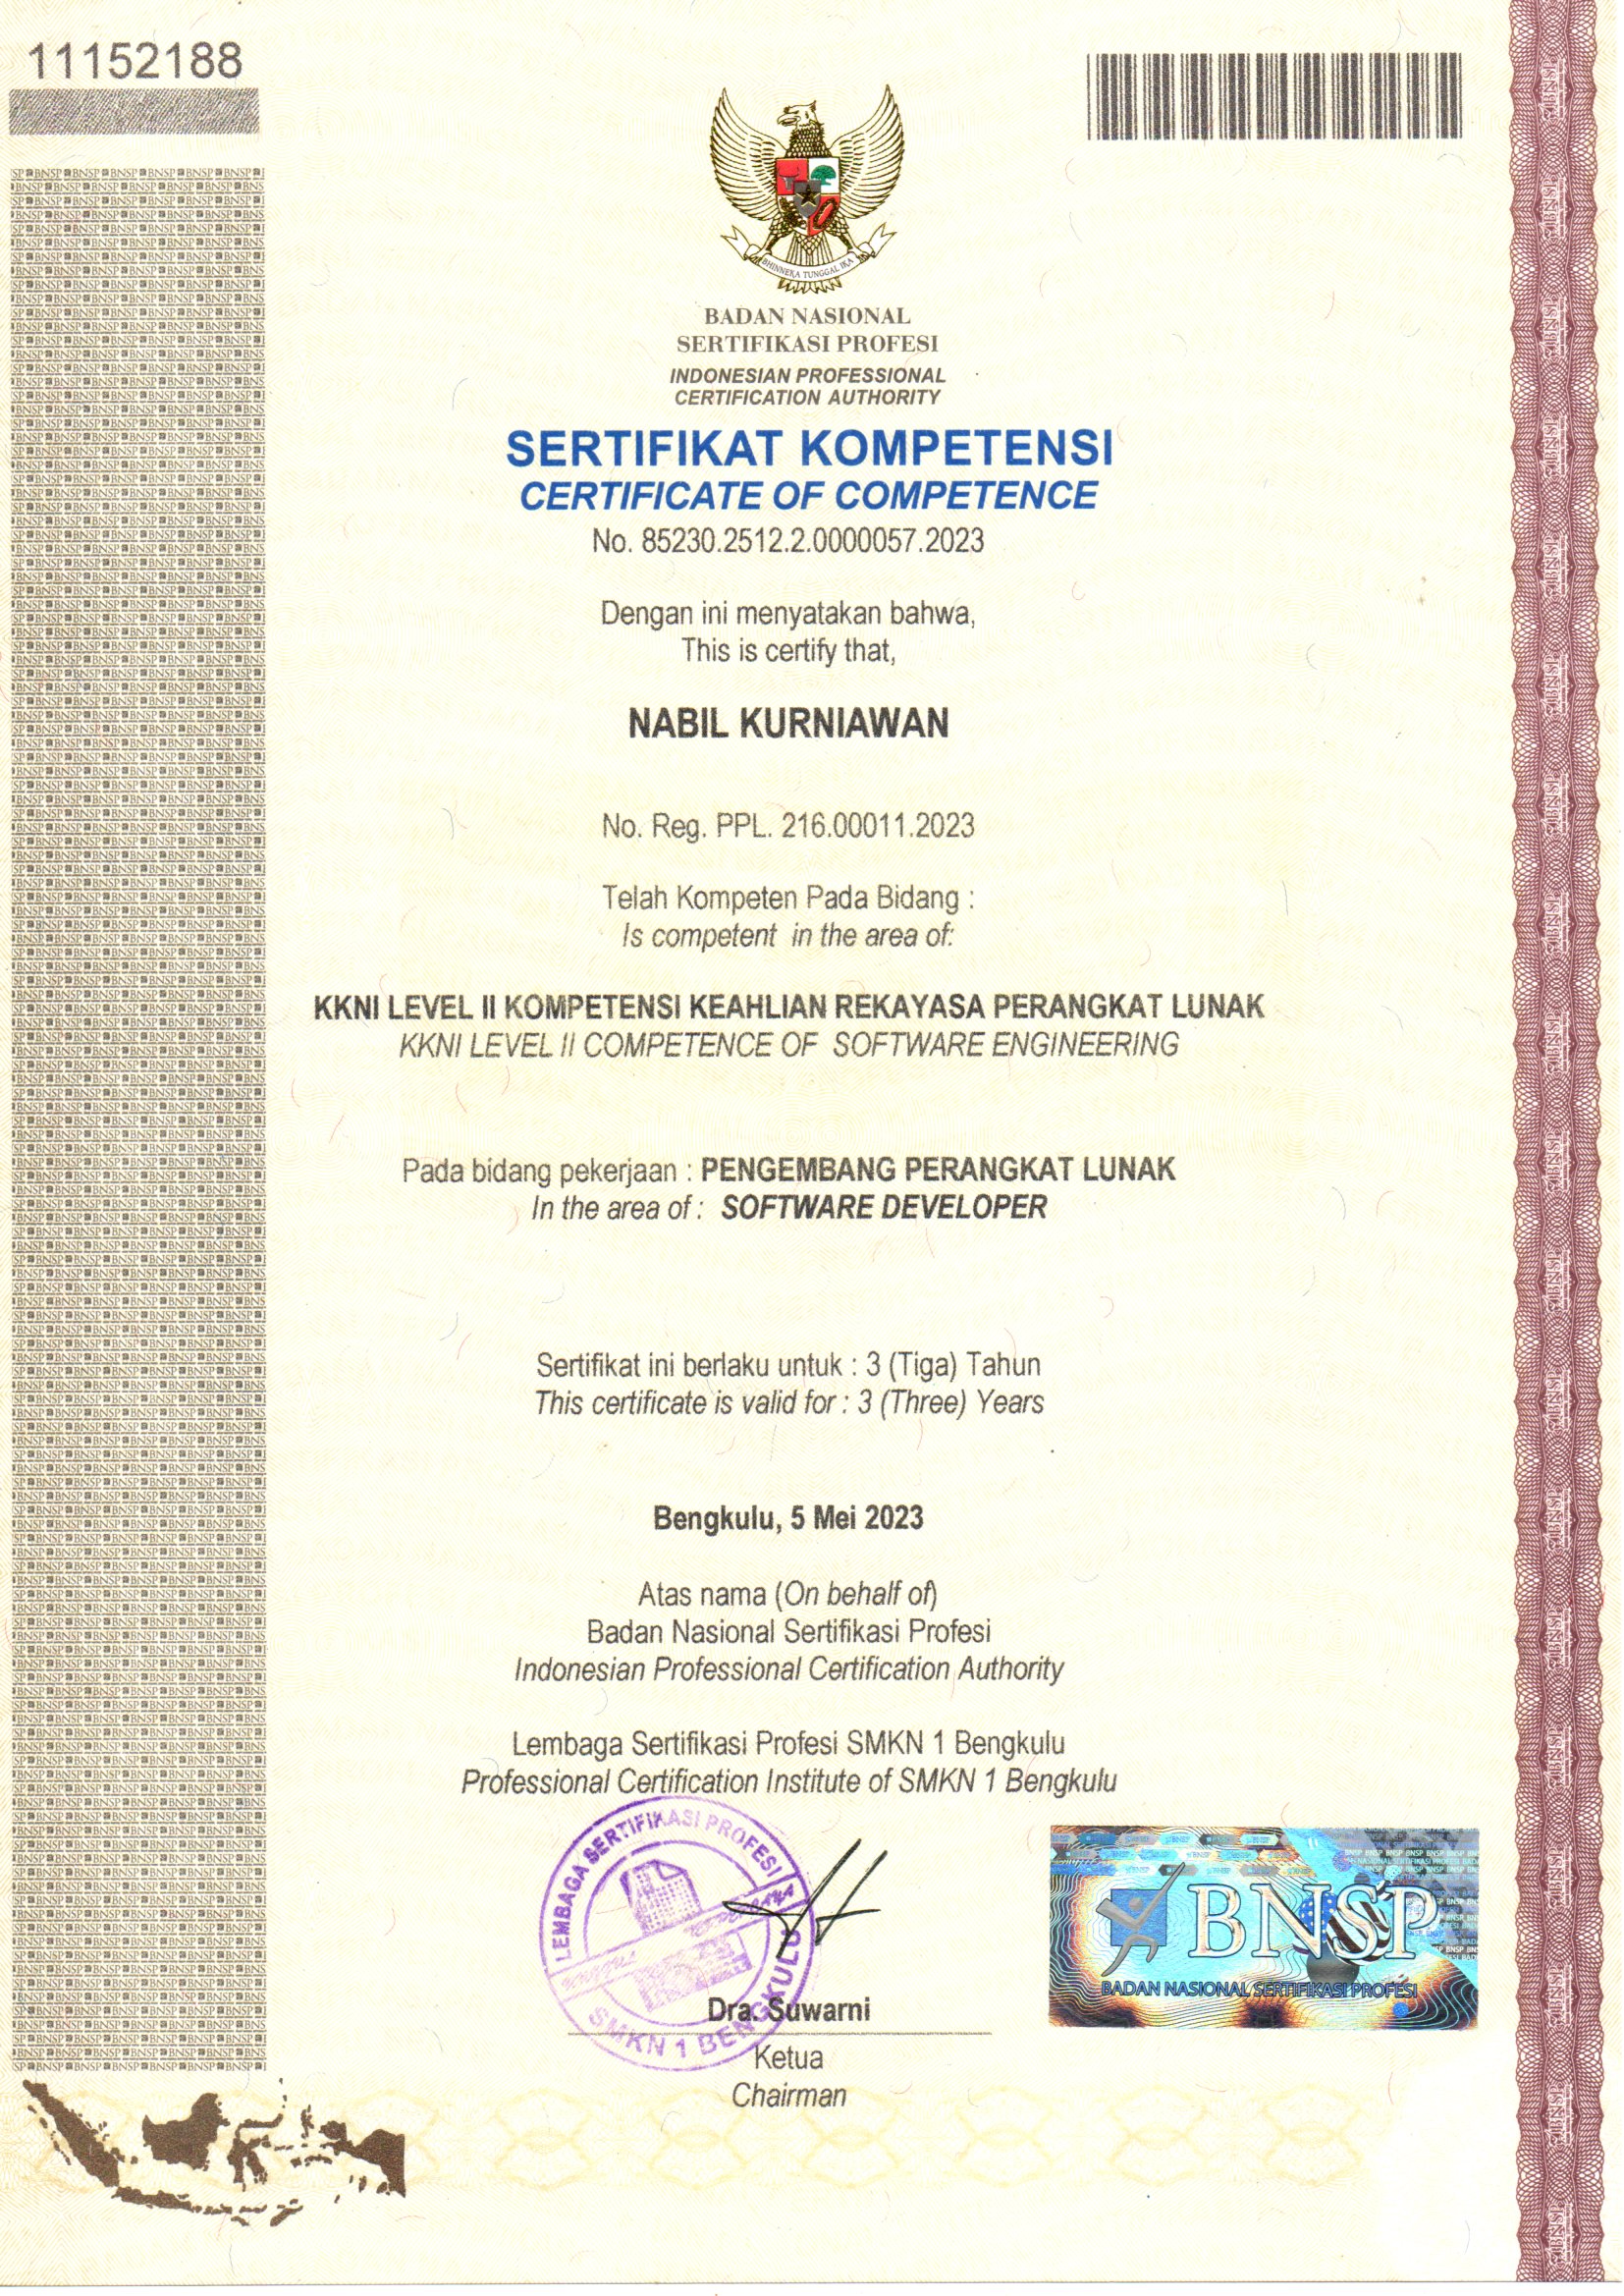 11152188
BHINNEKA TUNGGAL IKA
BADAN NASIONAL
SERTIFIKASI PROFESI
INDONESIAN PROFESSIONAL
CERTIFICATION AUTHORITY
SERTIFIKAT KOMPETENSI
CERTIFICATE OF COMPETENCE
No. 85230.2512.2.0000057.2023
Dengan ini menyatakan bahwa,
This is certify that,
NABIL KURNIAWAN
No. Reg. PPL. 216.00011.2023
Telah Kompeten Pada Bidang :
Is competent in the area of:
KKNI LEVEL II KOMPETENSI KEAHLIAN REKAYASA PERANGKAT LUNAK
KKNI LEVEL II COMPETENCE OF SOFTWARE ENGINEERING
Pada bidang pekerjaan : PENGEMBANG PERANGKAT LUNAK
In the area of : SOFTWARE DEVELOPER
Sertifikat ini berlaku untuk : 3 (Tiga) Tahun
This certificate is valid for : 3 (Three) Years
Bengkulu, 5 Mei 2023
Atas nama (On behalf of)
Badan Nasional Sertifikasi Profesi
Indonesian Professional Certification Authority
Lembaga Sertifikasi Profesi SMKN 1 Bengkulu
Professional Certification Institute of SMKN 1 Bengkulu
LEMBAGA SERTIFIKASI PROFESI
SMKN 1 BENGKULU
BNSP
BADAN NASIONAL SERTIFIKASI PROFESI
Dra. Suwarni
Ketua
Chairman